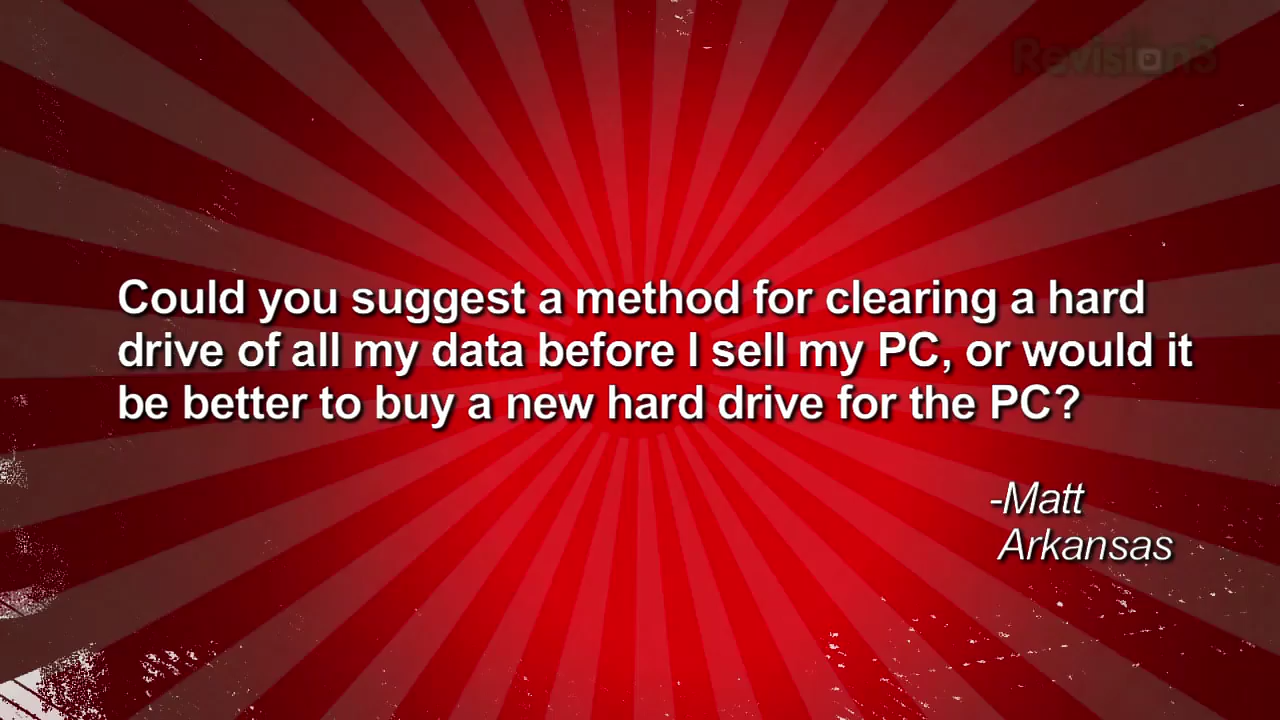 Revision3
Could you suggest a method for clearing a hard
drive of all my data before I sell my PC, or would it
be better to buy a new hard drive for the PC?
-Matt
Arkansas